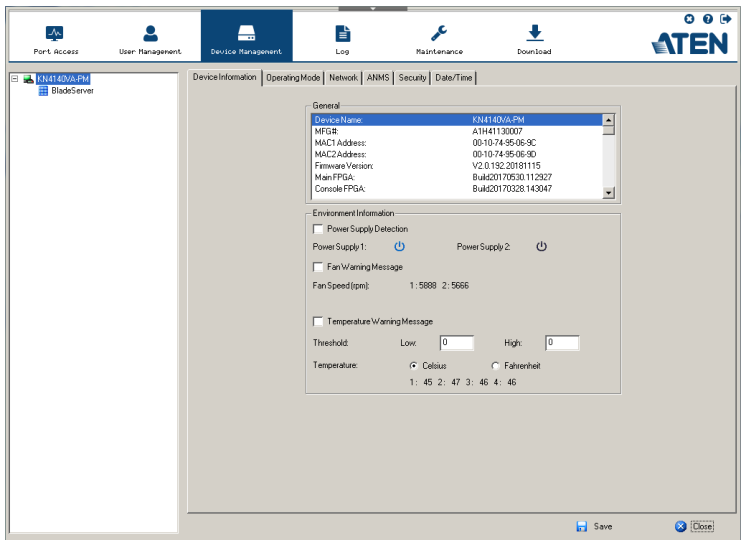 Port Access User Management Device Management Log Maintenance Download
ATEN
KN4140VA-PM
BladeServer
Device Information Operating Mode Network ANMS Security Date/Time
General
Device Name: KN4140VA-PM
MFG#: A1H41130007
MAC1 Address: 00-10-74-95-06-9C
MAC2 Address: 00-10-74-95-06-9D
Firmware Version: V2.0.192.20181115
Main FPGA: Build20170530.112927
Console FPGA: Build20170328.143047
Environment Information
Power Supply Detection
Power Supply 1: Power Supply 2:
Fan Warning Message
Fan Speed (rpm): 1 : 5888 2 : 5666
Temperature Warning Message
Threshold: Low: 0 High: 0
Temperature: Celsius Fahrenheit
1 : 45 2 : 47 3 : 46 4 : 46
Save Close